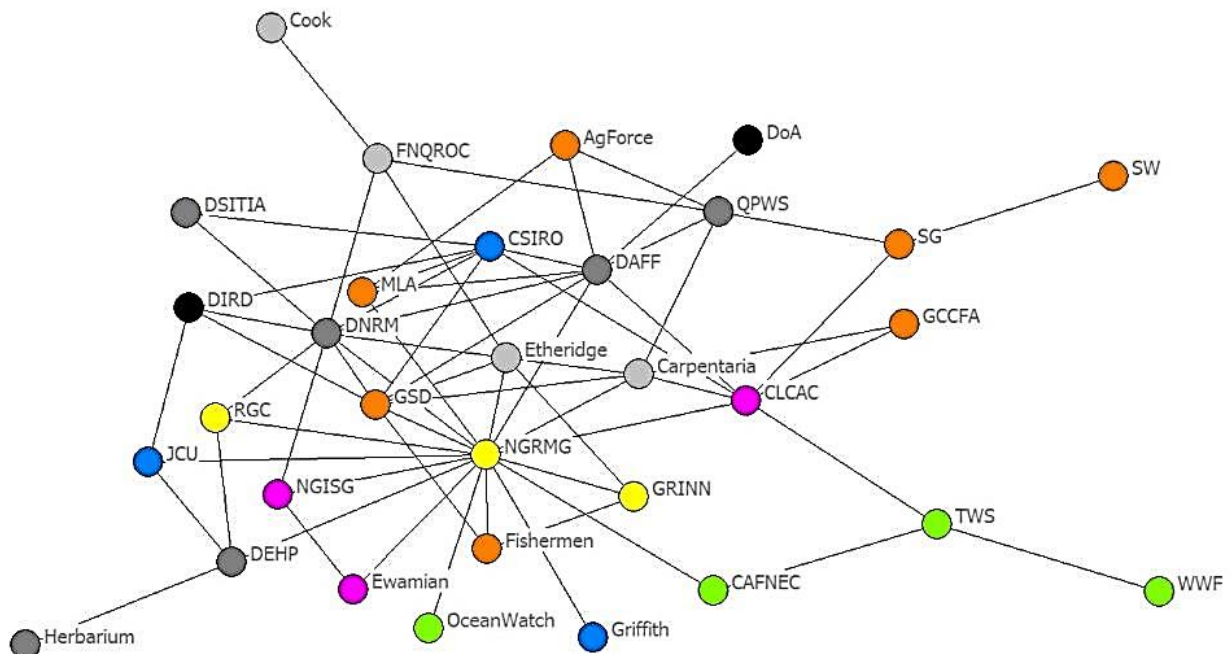 Cook
AgForce
DoA
FNQROC
SW
DSITIA
QPWS
CSIRO
SG
DAFF
MLA
DIRD
GCCFA
DNRM
Etheridge
Carpentaria
CLCAC
GSD
RGC
NGRMG
JCU
NGISG
GRINN
TWS
Fishermen
DEHP
Ewamian
CAFNEC
WWF
OceanWatch
Griffith
Herbarium